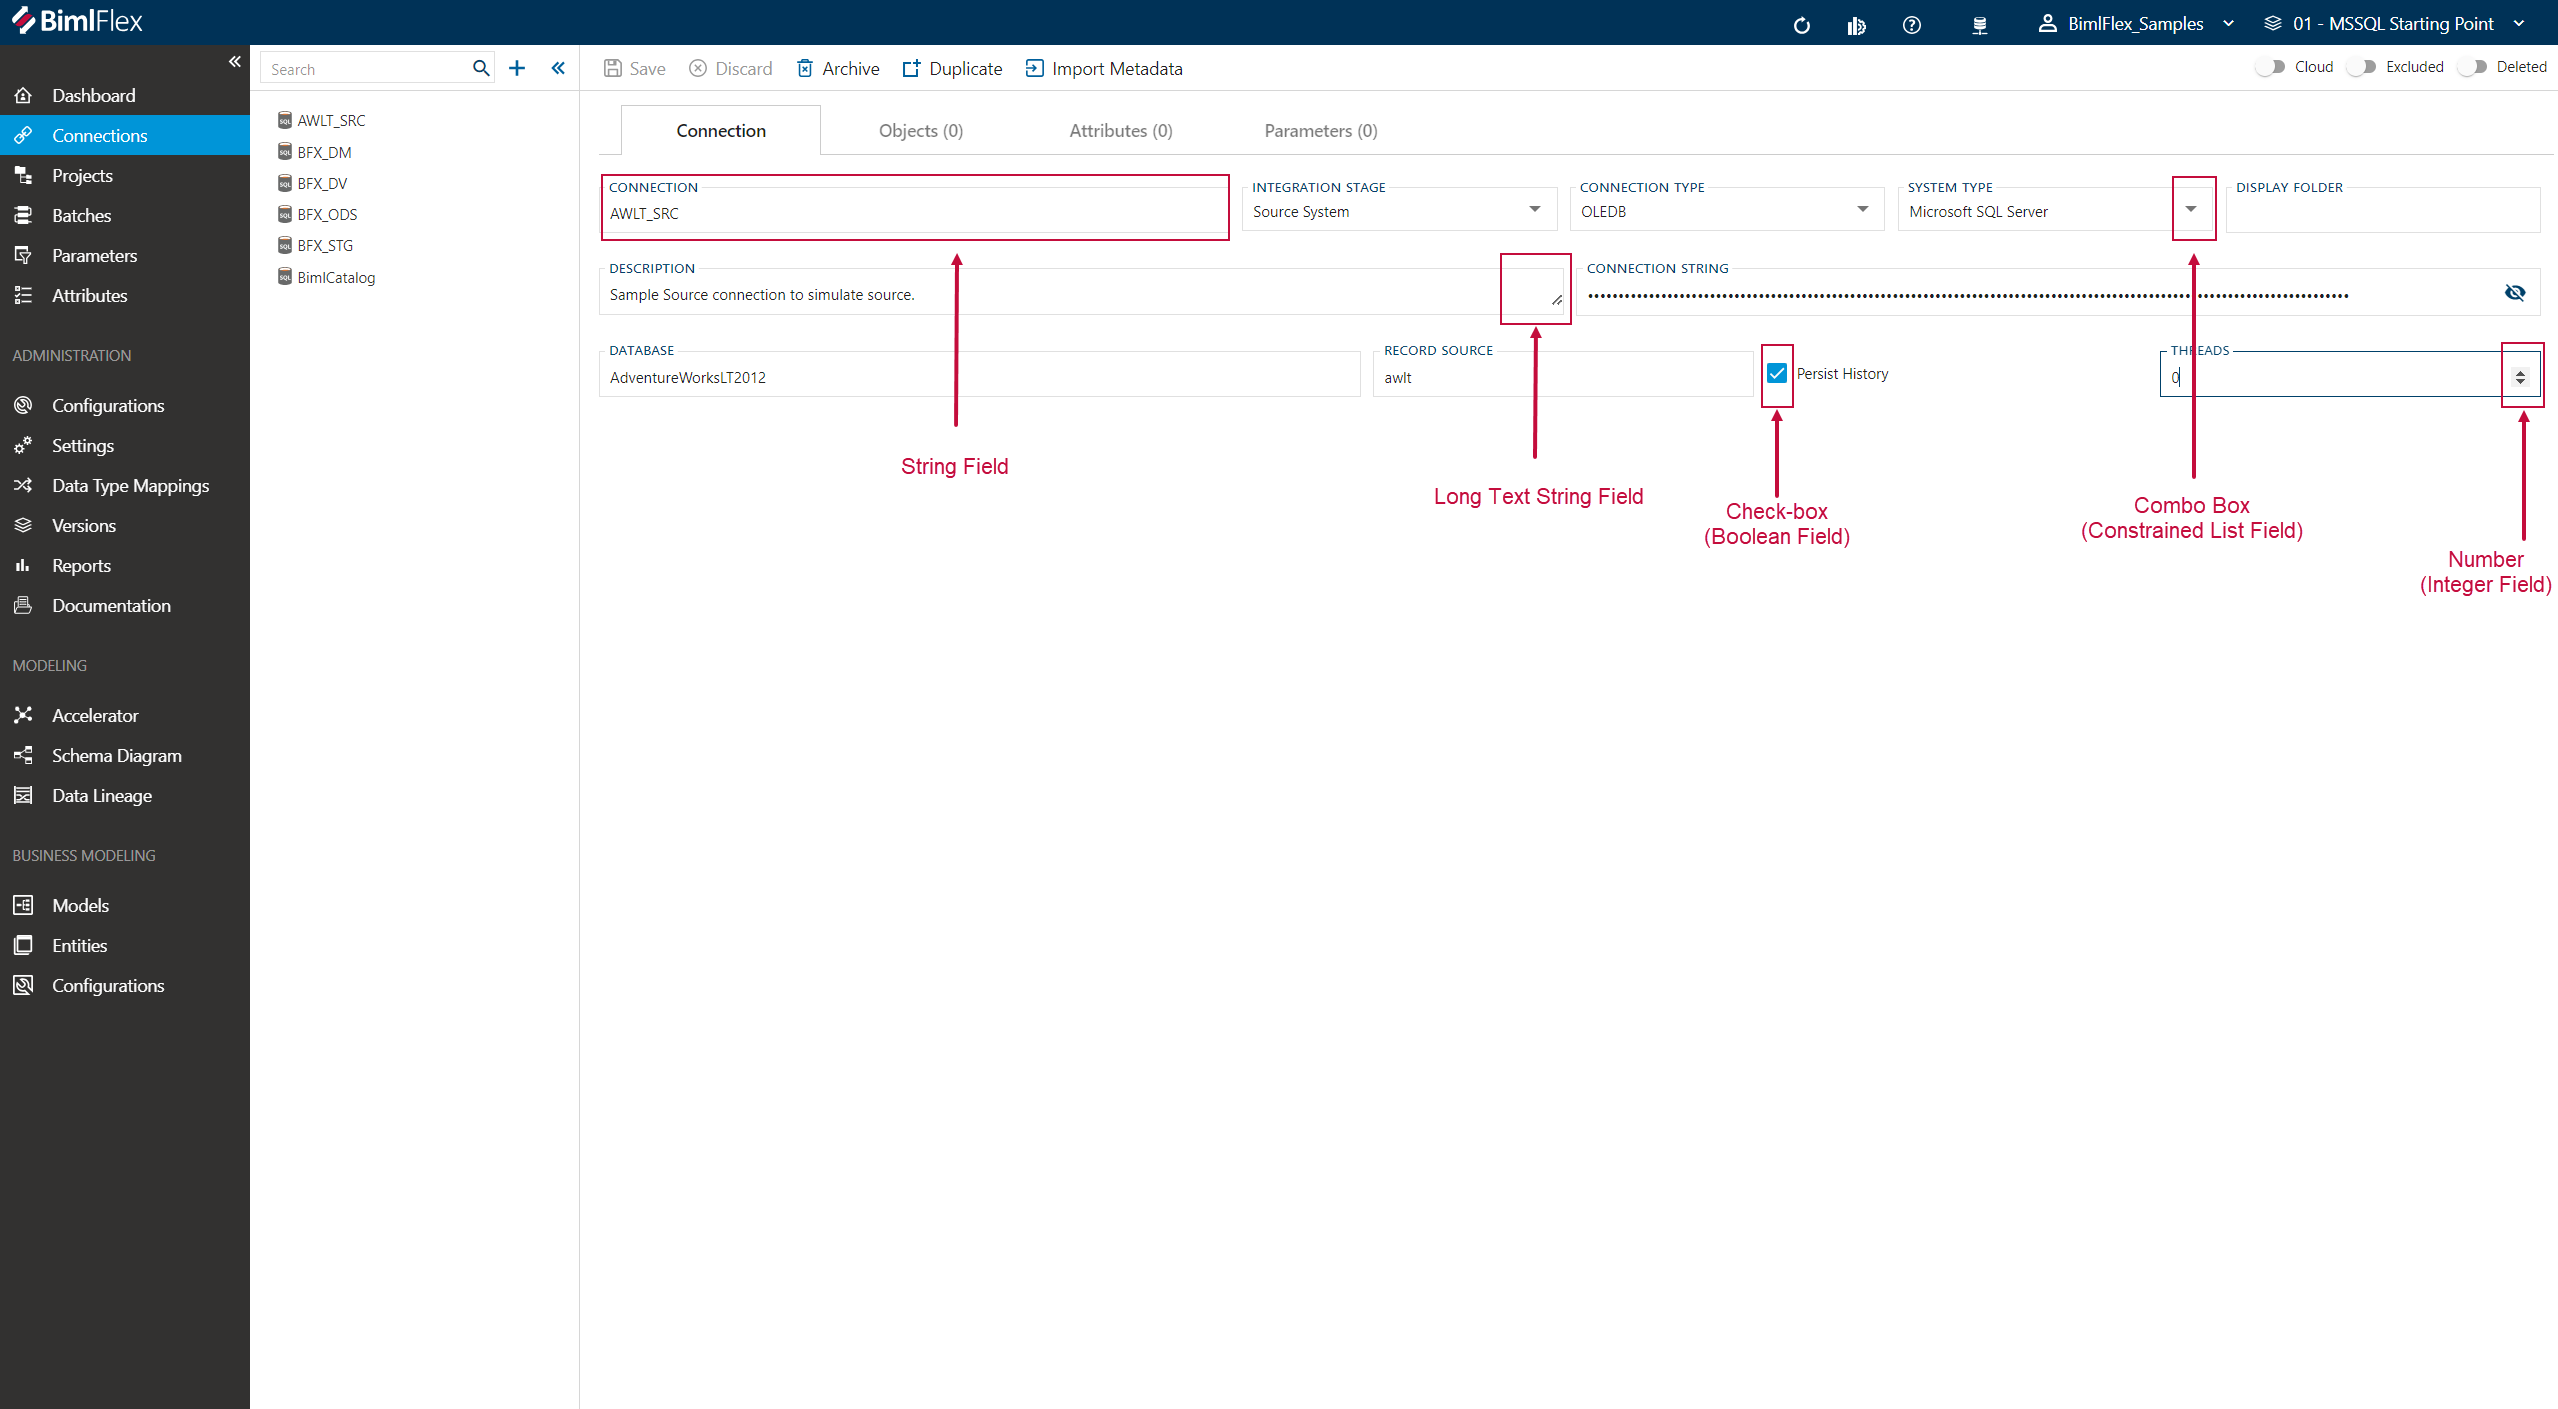 BimlFlex
BimlFlex_Samples
01 - MSSQL Starting Point
Dashboard
Connections
Projects
Batches
Parameters
Attributes
ADMINISTRATION
Configurations
Settings
Data Type Mappings
Versions
Reports
Documentation
MODELING
Accelerator
Schema Diagram
Data Lineage
BUSINESS MODELING
Models
Entities
Configurations
Search
AWLT_SRC
BFX_DM
BFX_DV
BFX_ODS
BFX_STG
BimlCatalog
Save Discard Archive Duplicate Import Metadata
Cloud Excluded Deleted
Connection Objects (0) Attributes (0) Parameters (0)
CONNECTION INTEGRATION STAGE CONNECTION TYPE SYSTEM TYPE DISPLAY FOLDER
AWLT_SRC Source System OLEDB Microsoft SQL Server
DESCRIPTION CONNECTION STRING
Sample Source connection to simulate source.
DATABASE RECORD SOURCE THREADS
AdventureWorksLT2012 awlt Persist History 0
String Field
Long Text String Field
Check-box
(Boolean Field)
Combo Box
(Constrained List Field)
Number
(Integer Field)